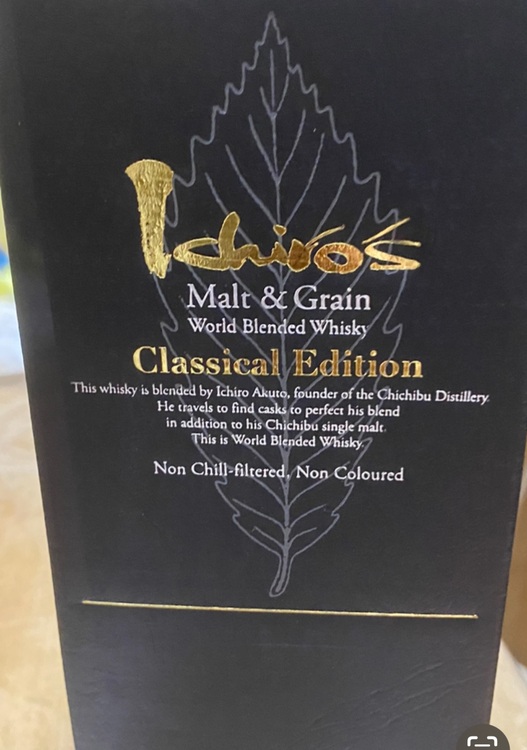 Ichiro's
Malt & Grain
World Blended Whisky
Classical Edition
This whisky is blended by Ichiro Akuto, founder of the Chichibu Distillery.
He travels to find casks to perfect his blend
in addition to his Chichibu single malt.
This is World Blended Whisky.
Non Chill-filtered, Non Coloured